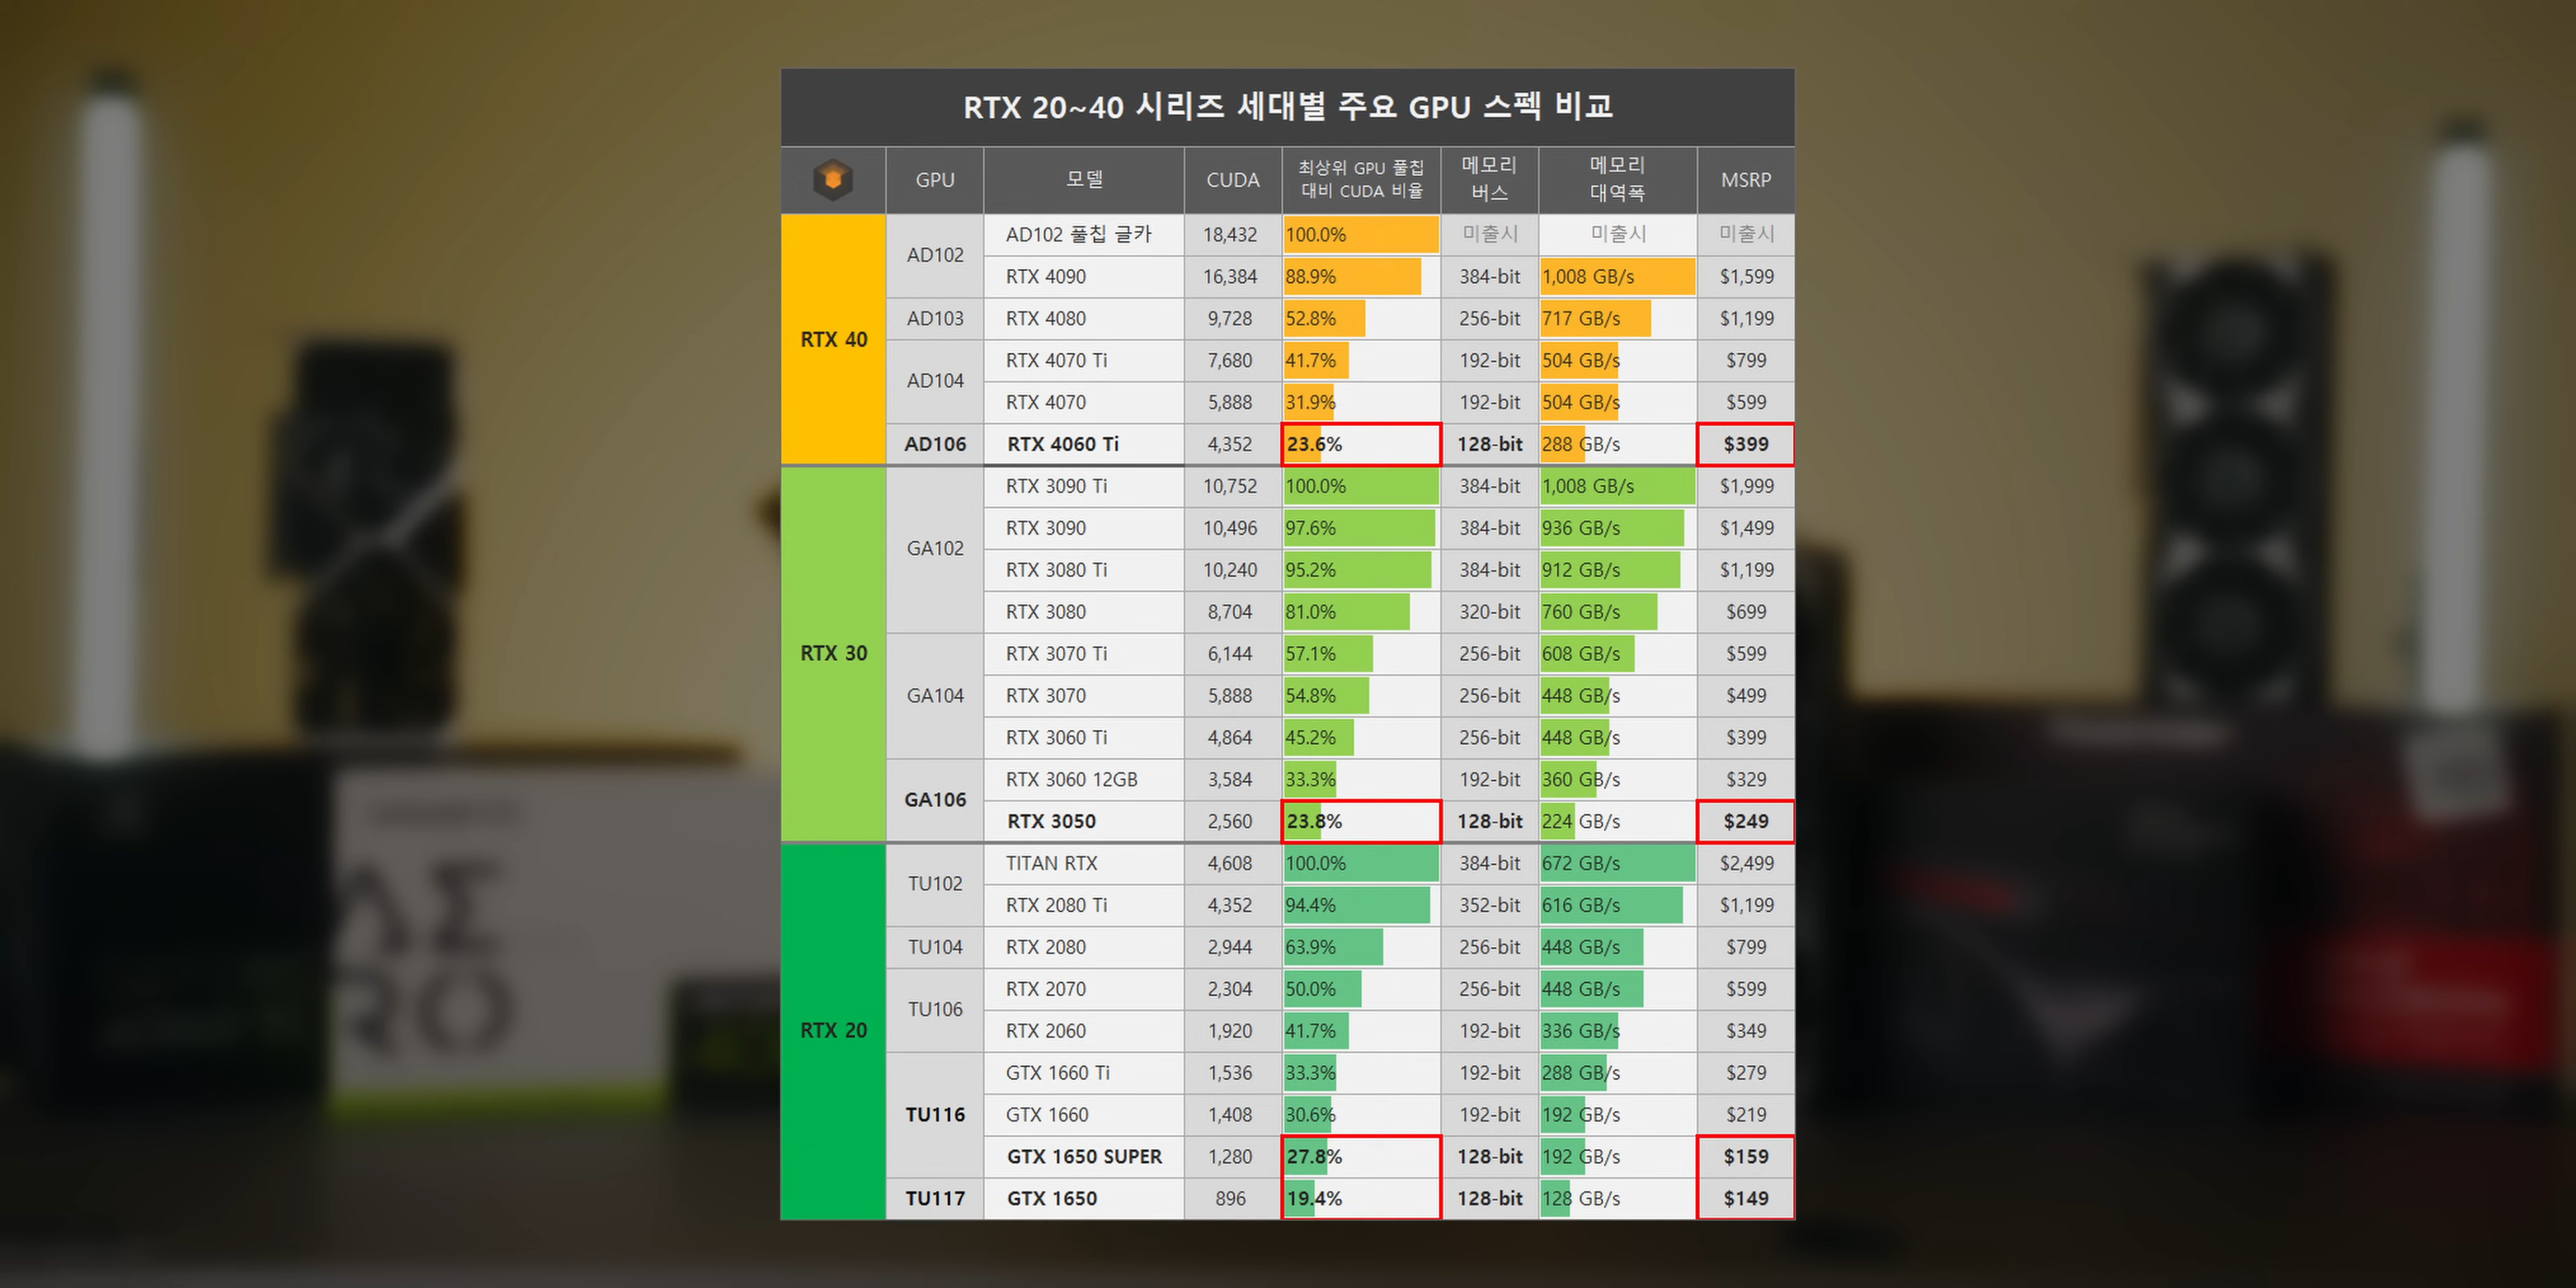 RTX 20~40 시리즈 세대별 주요 GPU 스펙 비교
GPU 모델 CUDA 최상위 GPU 풀칩 대비 CUDA 비율 메모리 버스 메모리 대역폭 MSRP
RTX 40
AD102 AD102 풀칩 글카 18,432 100.0% 미출시 미출시 미출시
RTX 4090 16,384 88.9% 384-bit 1,008 GB/s $1,599
AD103 RTX 4080 9,728 52.8% 256-bit 717 GB/s $1,199
AD104 RTX 4070 Ti 7,680 41.7% 192-bit 504 GB/s $799
RTX 4070 5,888 31.9% 192-bit 504 GB/s $599
AD106 RTX 4060 Ti 4,352 23.6% 128-bit 288 GB/s $399
RTX 30
GA102 RTX 3090 Ti 10,752 100.0% 384-bit 1,008 GB/s $1,999
RTX 3090 10,496 97.6% 384-bit 936 GB/s $1,499
RTX 3080 Ti 10,240 95.2% 384-bit 912 GB/s $1,199
RTX 3080 8,704 81.0% 320-bit 760 GB/s $699
GA104 RTX 3070 Ti 6,144 57.1% 256-bit 608 GB/s $599
RTX 3070 5,888 54.8% 256-bit 448 GB/s $499
RTX 3060 Ti 4,864 45.2% 256-bit 448 GB/s $399
GA106 RTX 3060 12GB 3,584 33.3% 192-bit 360 GB/s $329
RTX 3050 2,560 23.8% 128-bit 224 GB/s $249
RTX 20
TU102 TITAN RTX 4,608 100.0% 384-bit 672 GB/s $2,499
RTX 2080 Ti 4,352 94.4% 352-bit 616 GB/s $1,199
TU104 RTX 2080 2,944 63.9% 256-bit 448 GB/s $799
TU106 RTX 2070 2,304 50.0% 256-bit 448 GB/s $599
RTX 2060 1,920 41.7% 192-bit 336 GB/s $349
TU116 GTX 1660 Ti 1,536 33.3% 192-bit 288 GB/s $279
GTX 1660 1,408 30.6% 192-bit 192 GB/s $219
GTX 1650 SUPER 1,280 27.8% 128-bit 192 GB/s $159
TU117 GTX 1650 896 19.4% 128-bit 128 GB/s $149